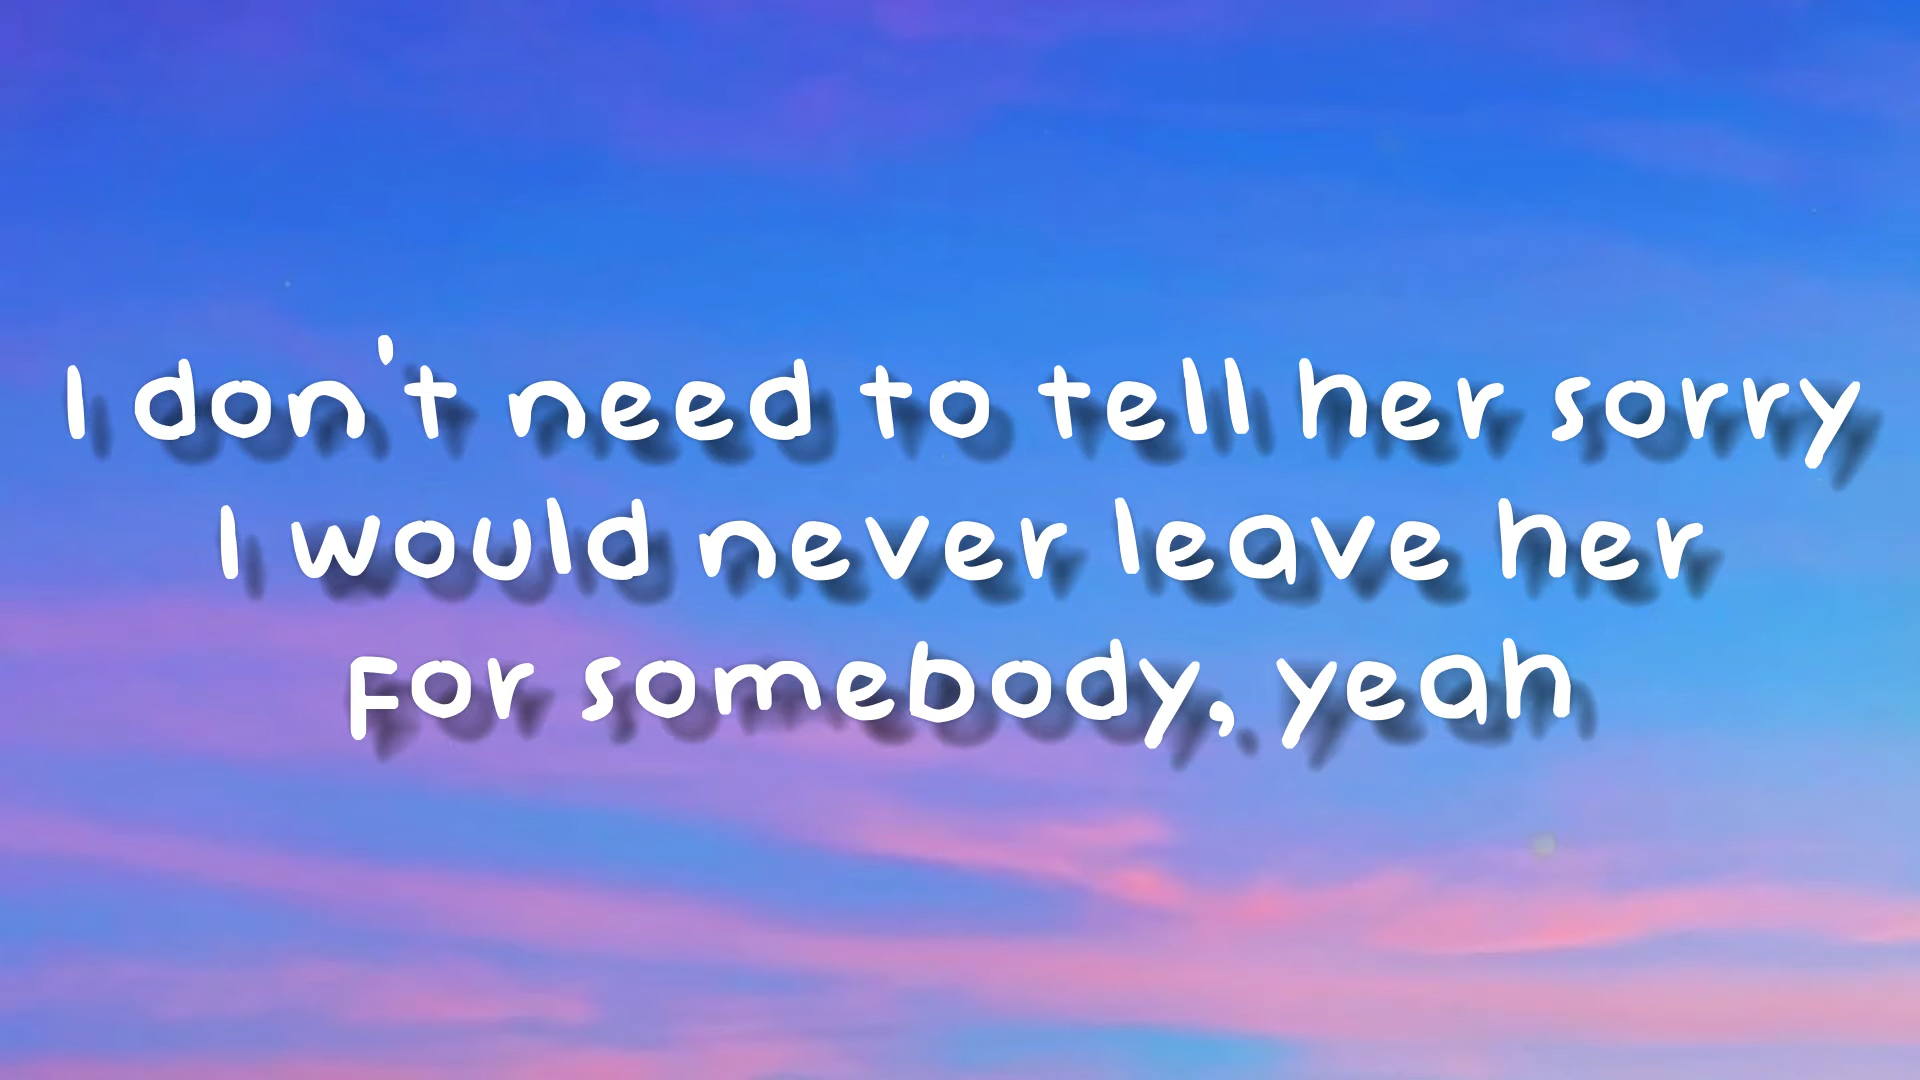 I don't need to tell her sorry
I would never leave her
for somebody, yeah